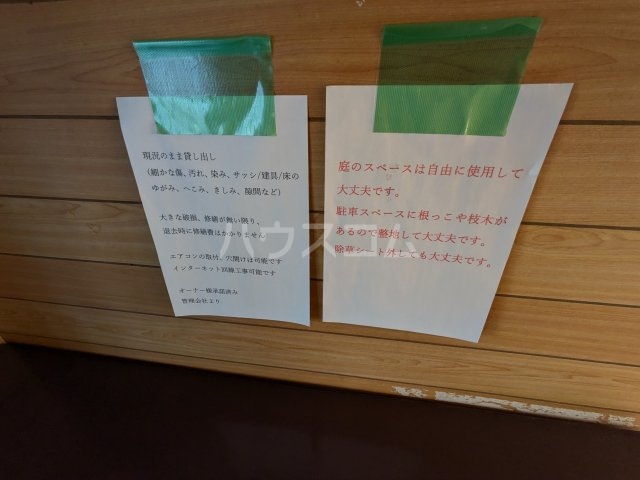 現況のまま貸し出し
（細かな傷、汚れ、染み、サッシ/建具/床の
ゆがみ、へこみ、きしみ、隙間など）
大きな破損、修繕が無い限り、
退去時に修繕費はかかりません
エアコンの取付、穴開けは可能です
インターネット回線工事可能です
オーナー様承諾済み
管理会社より
庭のスペースは自由に使用して
大丈夫です。
駐車スペースに根っこや枝木が
あるので整地して大丈夫です。
除草シート外しても大丈夫です。
ハウスコム